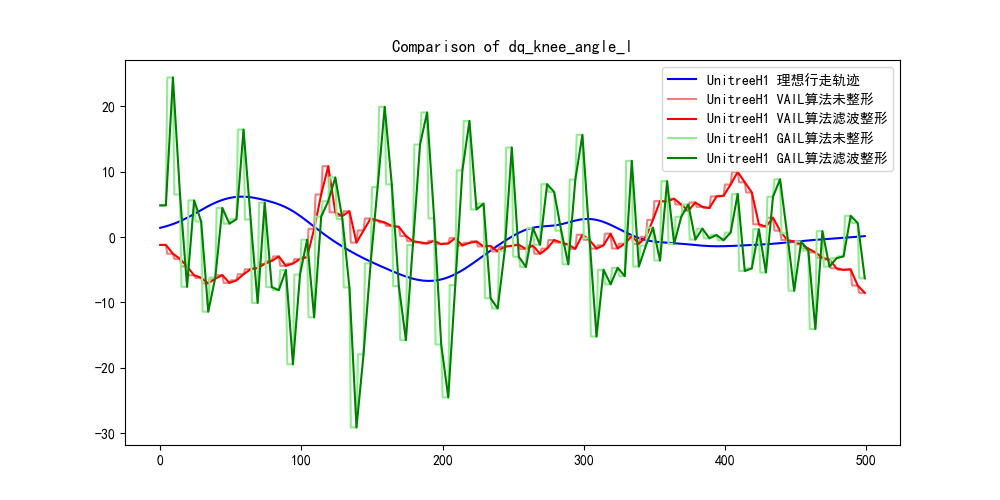 Comparison of dq_knee_angle_l
UnitreeH1 理想行走轨迹
UnitreeH1 VAIL算法未整形
UnitreeH1 VAIL算法滤波整形
UnitreeH1 GAIL算法未整形
UnitreeH1 GAIL算法滤波整形
20
10
0
−10
−20
−30
0 100 200 300 400 500